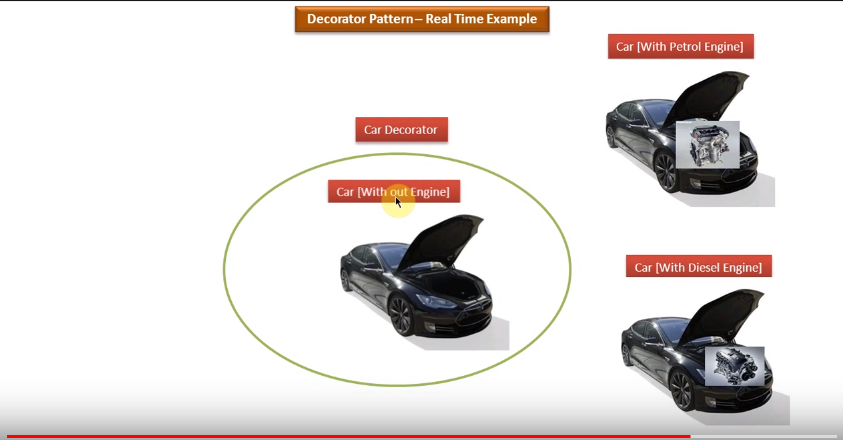 Decorator Pattern – Real Time Example
Car [With Petrol Engine]
Car Decorator
Car [With out Engine]
Car [With Diesel Engine]